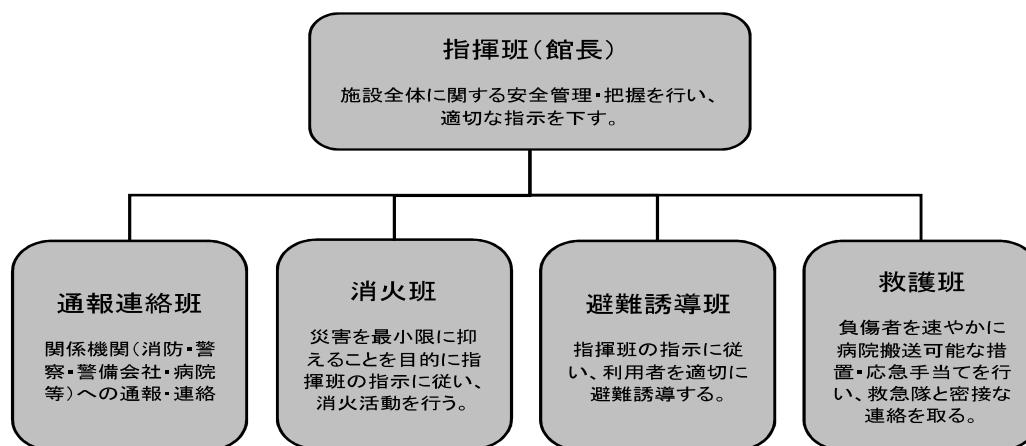 指揮班(館長)
施設全体に関する安全管理・把握を行い、
適切な指示を下す。
通報連絡班
関係機関(消防・警
察・警備会社・病院
等)への通報・連絡
消火班
災害を最小限に抑
えることを目的に指
揮班の指示に従い、
消火活動を行う。
避難誘導班
指揮班の指示に従
い、利用者を適切に
避難誘導する。
救護班
負傷者を速やかに
病院搬送可能な措
置・応急手当てを行
い、救急隊と密接な
連絡を取る。